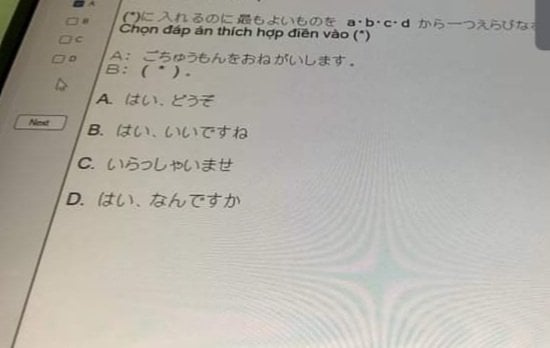 A
B
C
D
Next
(*)に 入れるのに 最もよいものを a・b・c・d から一つえらびな
Chọn đáp án thích hợp điền vào (*)
A: ごちゅうもんをおねがいします.
B: ( * ).
A. はい、どうぞ
B. はい、いいですね
C. いらっしゃいませ
D. はい、なんですか